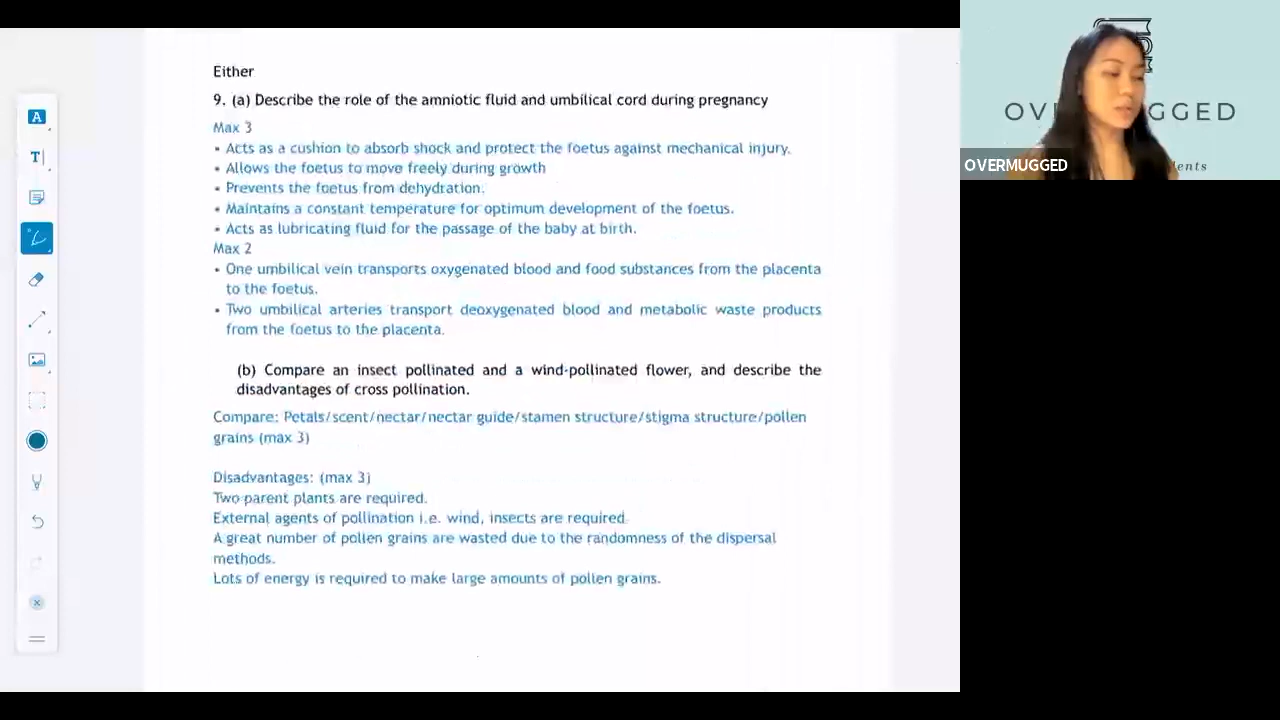 Either
9. (a) Describe the role of the amniotic fluid and umbilical cord during pregnancy
Max 3
• Acts as a cushion to absorb shock and protect the foetus against mechanical injury.
• Allows the foetus to move freely during growth
• Prevents the foetus from dehydration.
• Maintains a constant temperature for optimum development of the foetus.
• Acts as lubricating fluid for the passage of the baby at birth.
Max 2
• One umbilical vein transports oxygenated blood and food substances from the placenta
to the foetus.
• Two umbilical arteries transport deoxygenated blood and metabolic waste products
from the foetus to the placenta.
(b) Compare an insect pollinated and a wind-pollinated flower, and describe the
disadvantages of cross pollination.
Compare: Petals/scent/nectar/nectar guide/stamen structure/stigma structure/pollen
grains (max 3)
Disadvantages: (max 3)
Two parent plants are required.
External agents of pollination i.e. wind, insects are required.
A great number of pollen grains are wasted due to the randomness of the dispersal
methods.
Lots of energy is required to make large amounts of pollen grains.
A
T
OV GGED
OVERMUGGED